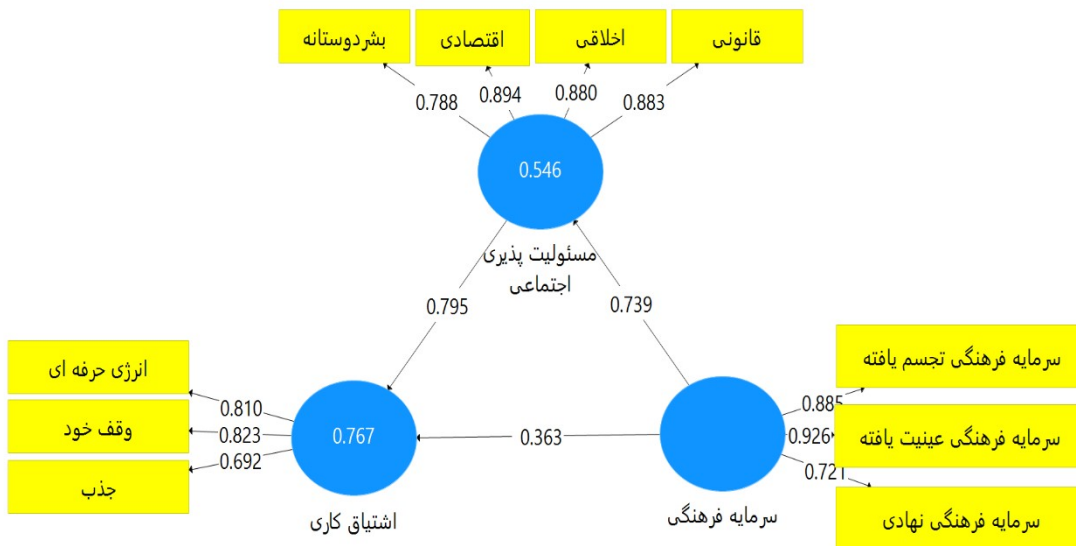 بشردوستانه
اقتصادی
اخلاقی
قانونی
0.788
0.894
0.880
0.883
0.546
مسئولیت پذیری
اجتماعی
0.795
0.739
انرژی حرفه ای
وقف خود
جذب
0.810
0.823
0.692
0.767
اشتیاق کاری
0.363
سرمایه فرهنگی
0.885
0.926
0.721
سرمایه فرهنگی تجسم یافته
سرمایه فرهنگی عینیت یافته
سرمایه فرهنگی نهادی